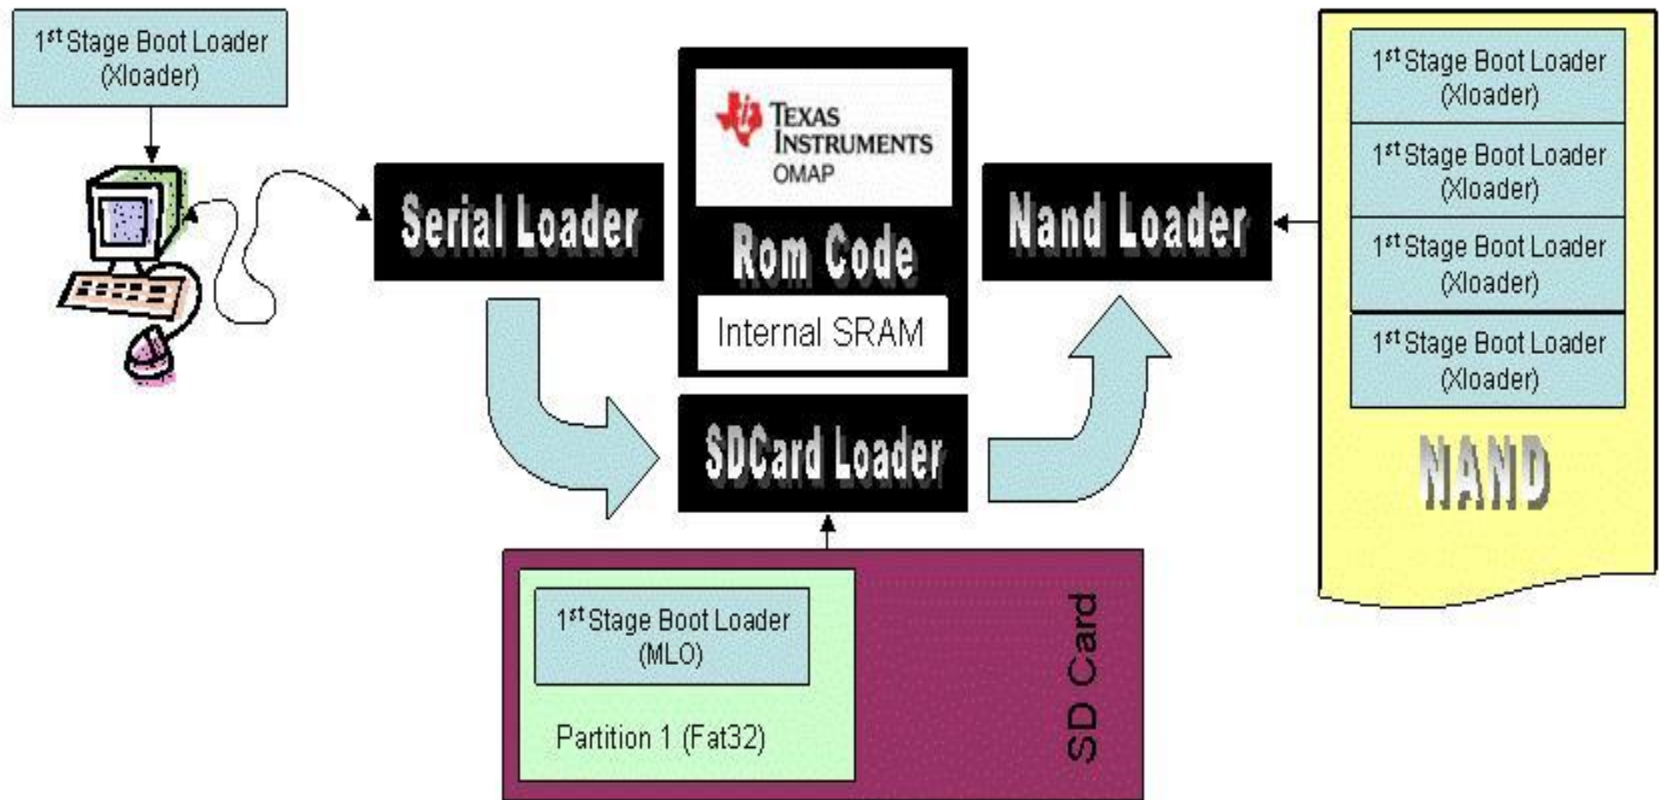 1st Stage Boot Loader
(Xloader)
TEXAS
INSTRUMENTS
OMAP
Serial Loader
Rom Code
Internal SRAM
Nand Loader
SDCard Loader
1st Stage Boot Loader
(Xloader)
1st Stage Boot Loader
(Xloader)
1st Stage Boot Loader
(Xloader)
1st Stage Boot Loader
(Xloader)
NAND
1st Stage Boot Loader
(MLO)
Partition 1 (Fat32)
SD Card